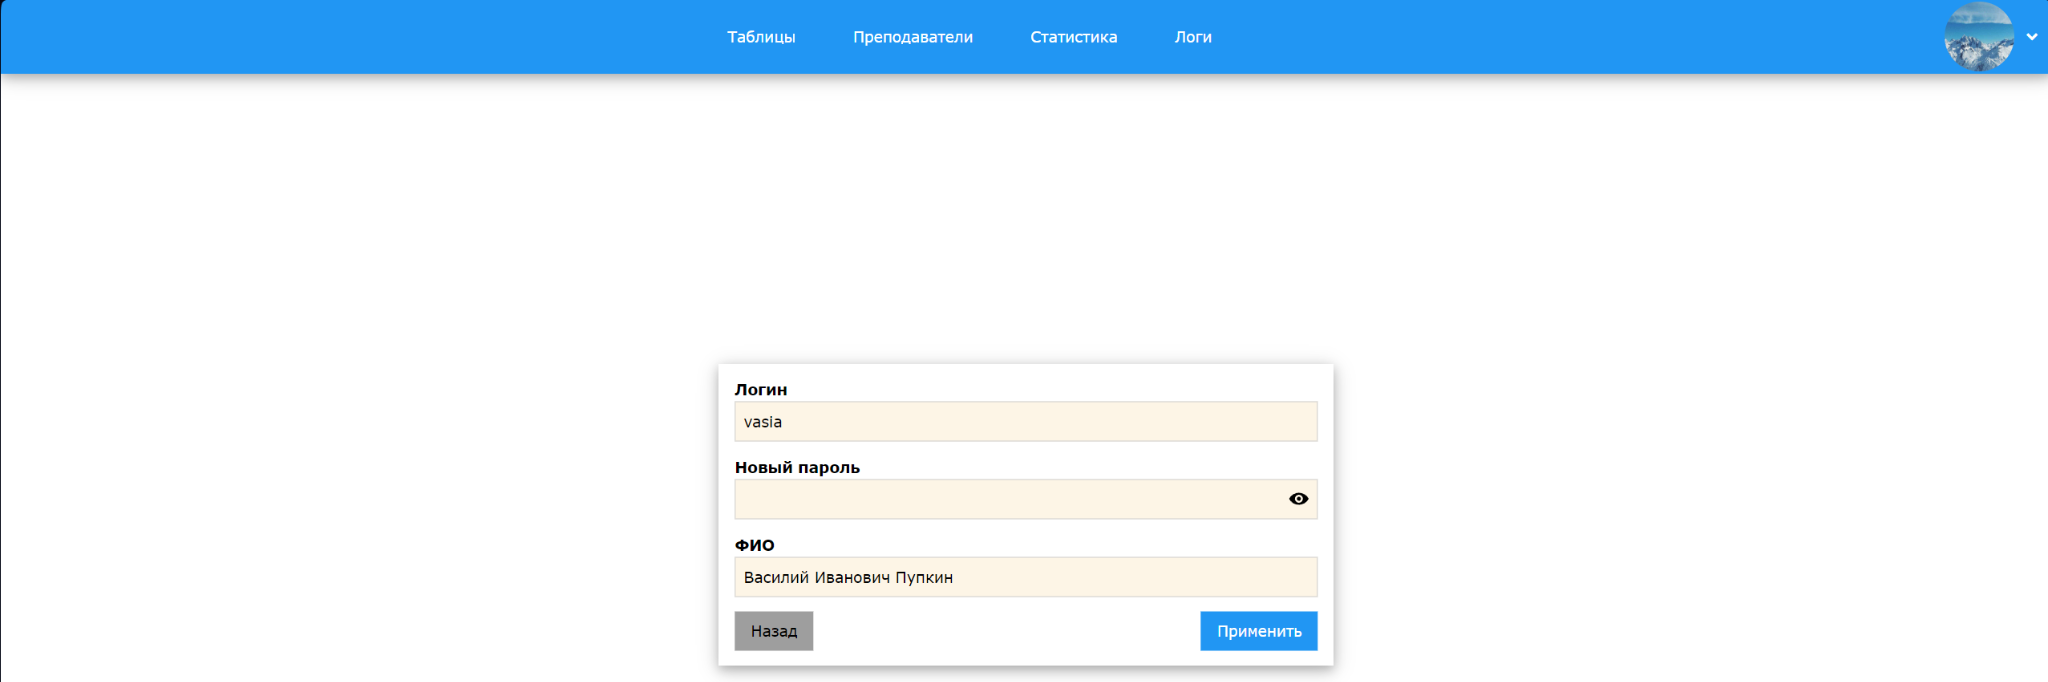 Таблицы Преподаватели Статистика Логи
Логин
vasia
Новый пароль
ФИО
Василий Иванович Пупкин
Назад Применить